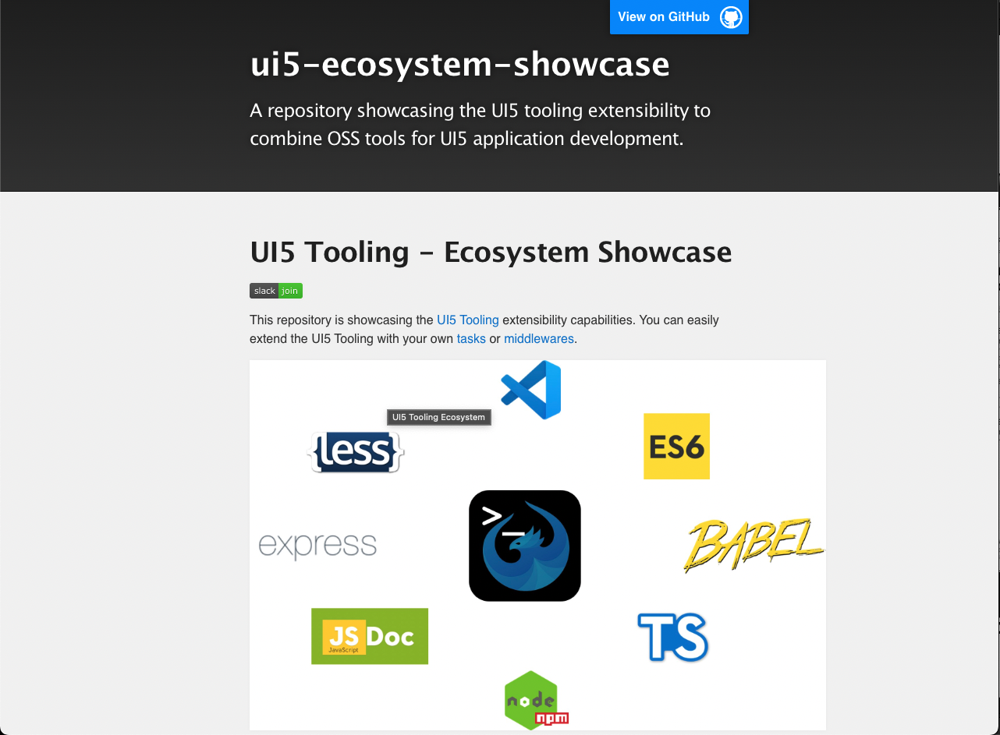 View on GitHub
ui5-ecosystem-showcase
A repository showcasing the UI5 tooling extensibility to
combine OSS tools for UI5 application development.
UI5 Tooling - Ecosystem Showcase
slack join
This repository is showcasing the UI5 Tooling extensibility capabilities. You can easily
extend the UI5 Tooling with your own tasks or middlewares.
UI5 Tooling Ecosystem
{less}
ES6
>_
express
BABEL
JS Doc
JavaScript
TS
node
npm